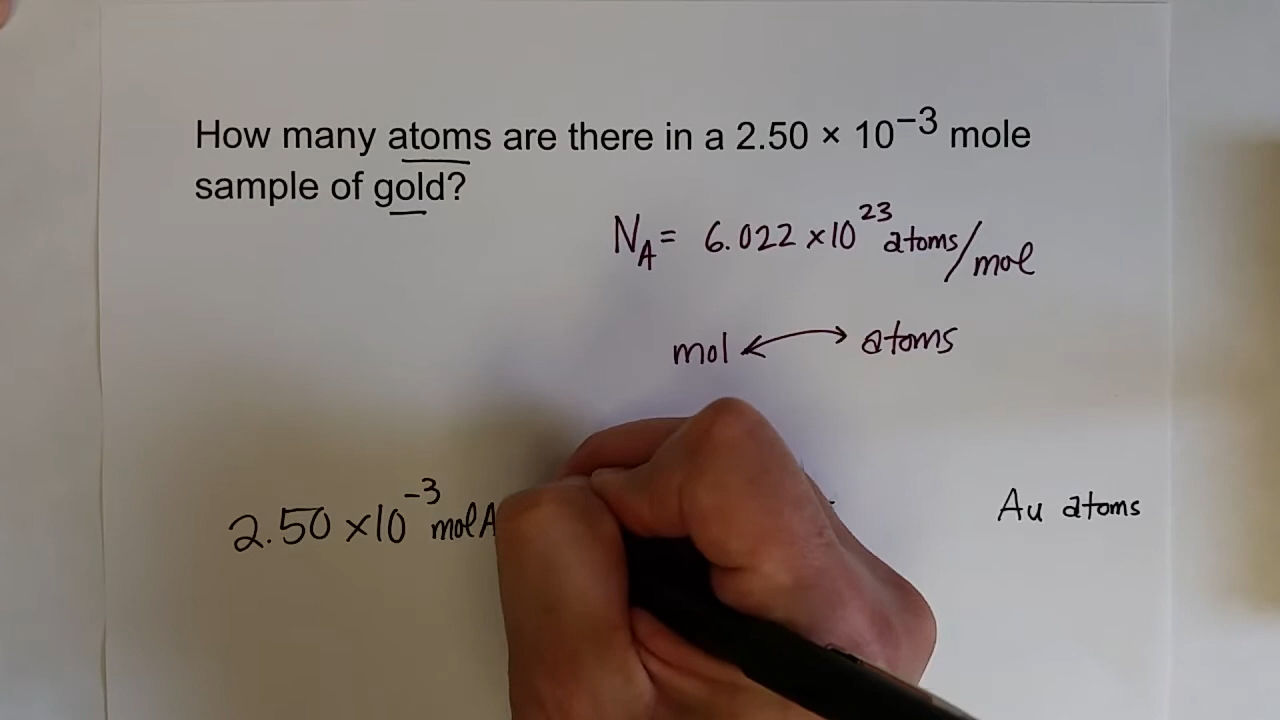 How many atoms are there in a 2.50 × 10⁻³ mole
sample of gold?
N_A = 6.022 ×10²³ atoms/mol
mol ↔ atoms
2.50 ×10⁻³ mol A
Au atoms